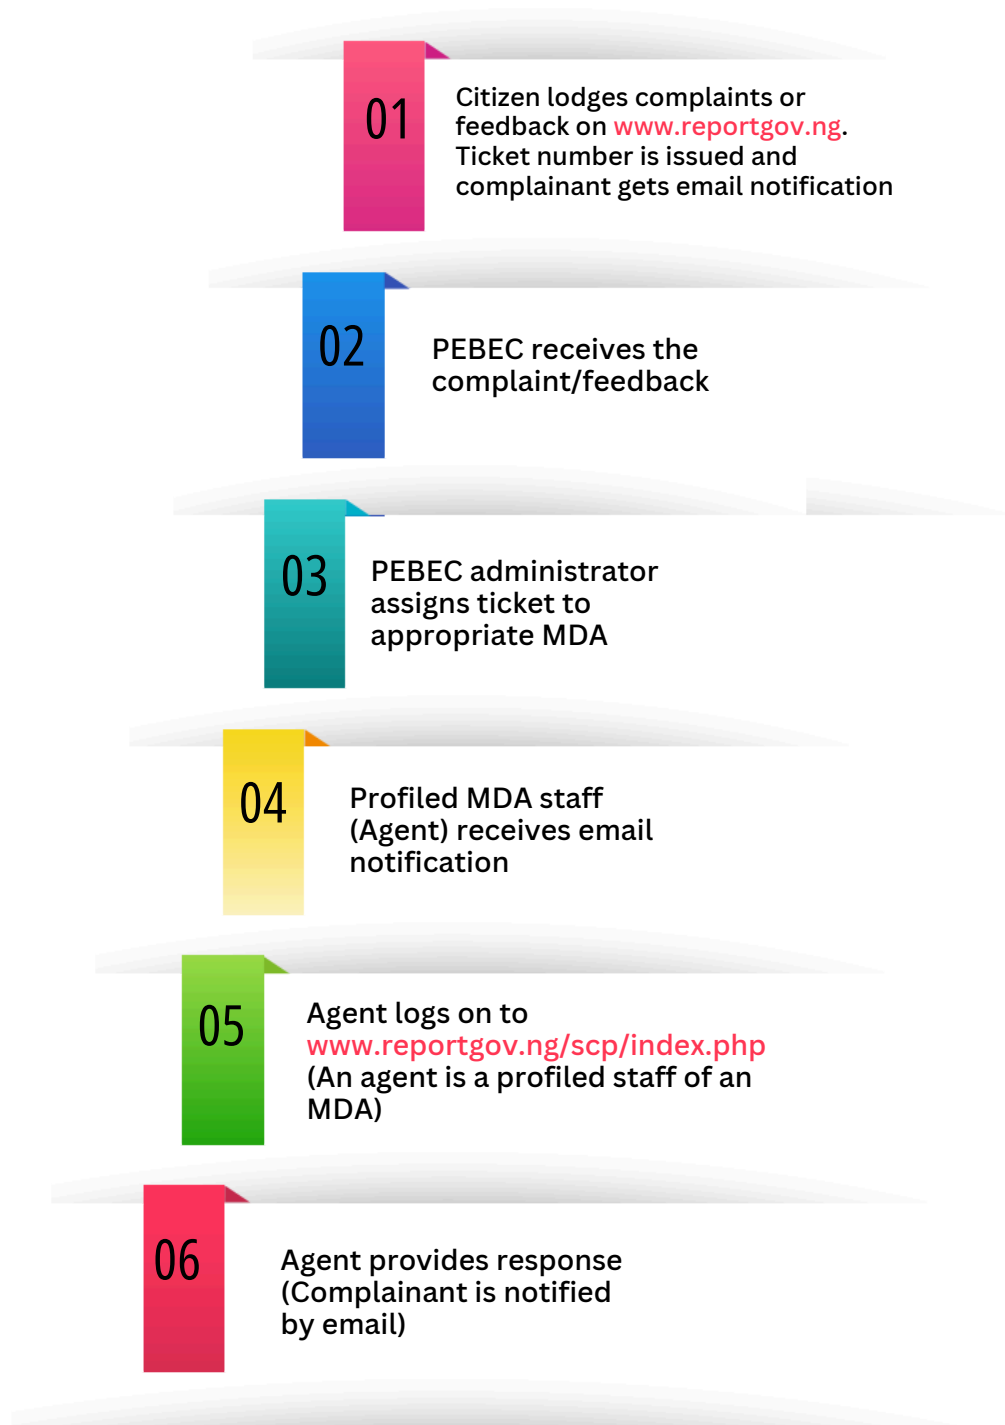 01
Citizen lodges complaints or
feedback on www.reportgov.ng.
Ticket number is issued and
complainant gets email notification
02
PEBEC receives the
complaint/feedback
03
PEBEC administrator
assigns ticket to
appropriate MDA
04
Profiled MDA staff
(Agent) receives email
notification
05
Agent logs on to
www.reportgov.ng/scp/index.php
(An agent is a profiled staff of an
MDA)
06
Agent provides response
(Complainant is notified
by email)